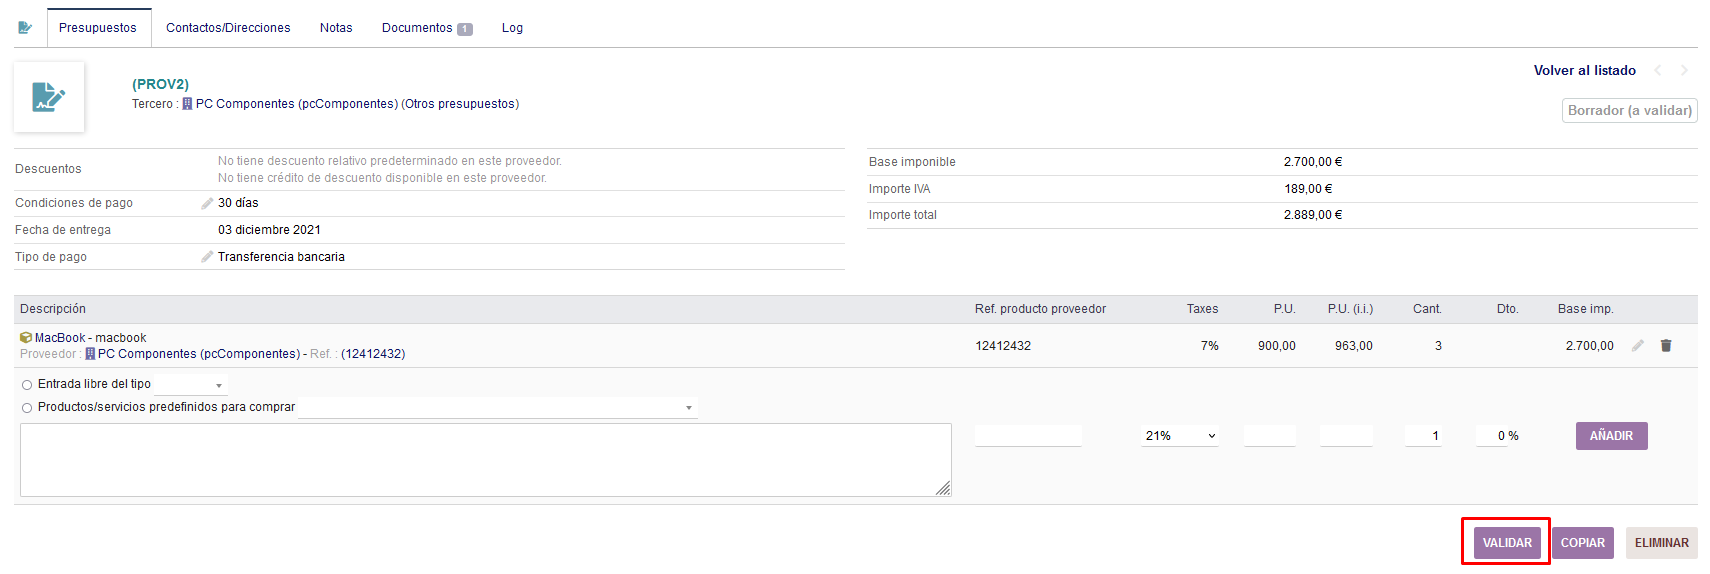 Presupuestos Contactos/Direcciones Notas Documentos 1 Log
(PROV2)
Tercero : PC Componentes (pcComponentes) (Otros presupuestos)
Volver al listado
Borrador (a validar)
Descuentos No tiene descuento relativo predeterminado en este proveedor.
No tiene crédito de descuento disponible en este proveedor.
Condiciones de pago 30 días
Fecha de entrega 03 diciembre 2021
Tipo de pago Transferencia bancaria
Base imponible 2.700,00 €
Importe IVA 189,00 €
Importe total 2.889,00 €
Descripción Ref. producto proveedor Taxes P.U. P.U. (i.i.) Cant. Dto. Base imp.
MacBook - macbook
Proveedor : PC Componentes (pcComponentes) - Ref. : (12412432)
12412432 7% 900,00 963,00 3 2.700,00
Entrada libre del tipo
Productos/servicios predefinidos para comprar
21% 1 0 % AÑADIR
VALIDAR COPIAR ELIMINAR